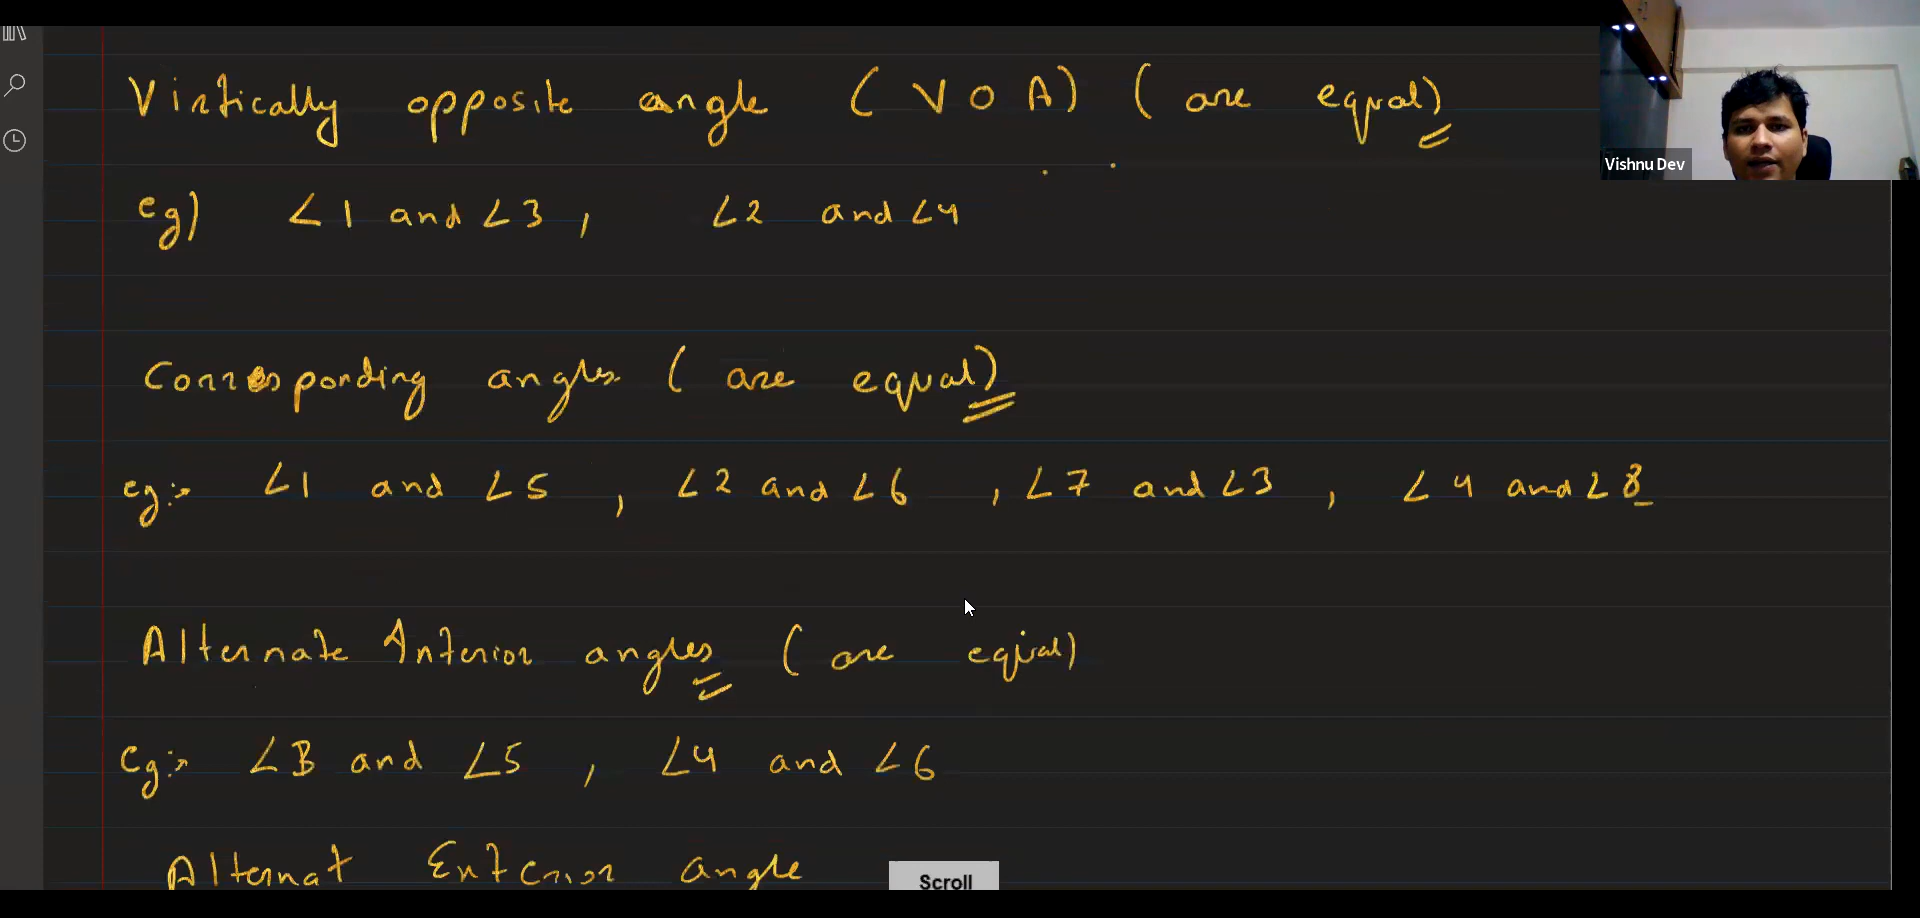 Virtically opposite angle ( V O A ) ( are equal )
Vishnu Dev
eg) ∠1 and ∠3 , ∠2 and ∠4
Corresponding angles ( are equal )
eg:- ∠1 and ∠5 , ∠2 and ∠6 , ∠7 and ∠3 , ∠4 and ∠8
Alternate Interior angles ( are equal )
eg:- ∠3 and ∠5 , ∠4 and ∠6
Alternat Exterior angle
Scroll